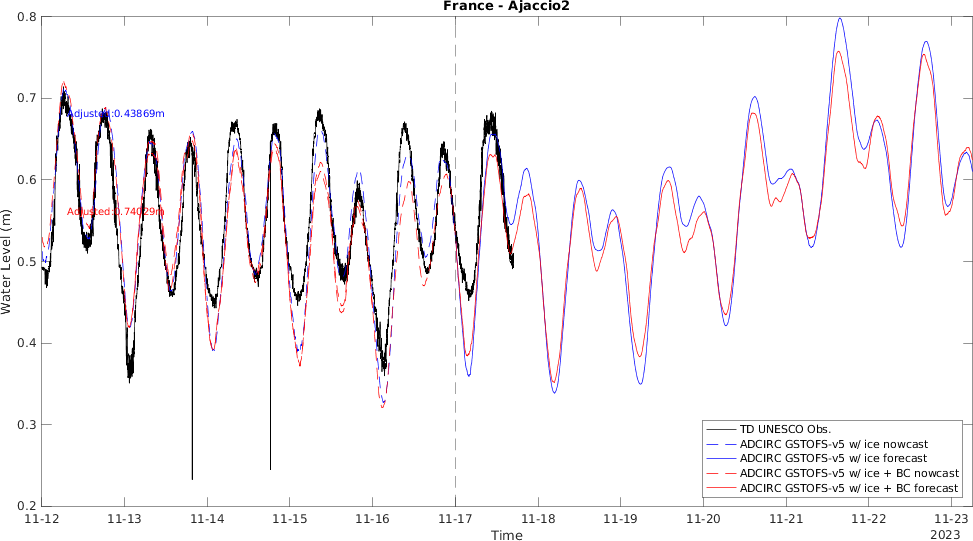 France - Ajaccio2
Water Level (m)
0.8
0.7
0.6
0.5
0.4
0.3
0.2
Adjusted:0.43869m
Adjusted:0.74029m
TD UNESCO Obs.
ADCIRC GSTOFS-v5 w/ ice nowcast
ADCIRC GSTOFS-v5 w/ ice forecast
ADCIRC GSTOFS-v5 w/ ice + BC nowcast
ADCIRC GSTOFS-v5 w/ ice + BC forecast
11-12 11-13 11-14 11-15 11-16 11-17 11-18 11-19 11-20 11-21 11-22 11-23
Time
2023